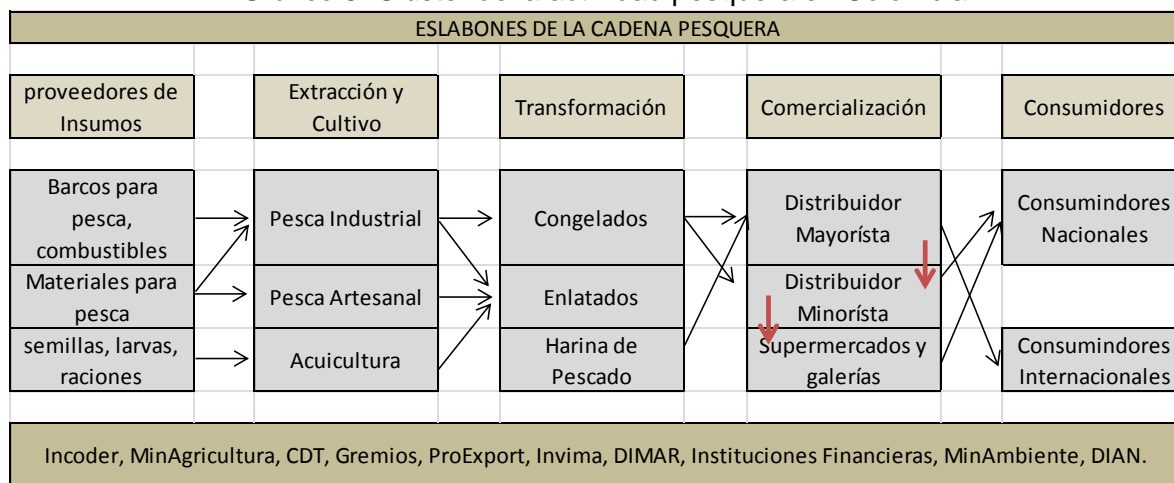 ESLABONES DE LA CADENA PESQUERA
proveedores de
Insumos
Extracción y
Cultivo
Transformación
Comercialización
Consumidores
Barcos para
pesca,
combustibles
Pesca Industrial
Congelados
Distribuidor
Mayorísta
Consumindores
Nacionales
Materiales para
pesca
Pesca Artesanal
Enlatados
Distribuidor
Minorísta
semillas, larvas,
raciones
Acuicultura
Harina de
Pescado
Supermercados y
galerías
Consumindores
Internacionales
Incoder, MinAgricultura, CDT, Gremios, ProExport, Invima, DIMAR, Instituciones Financieras, MinAmbiente, DIAN.